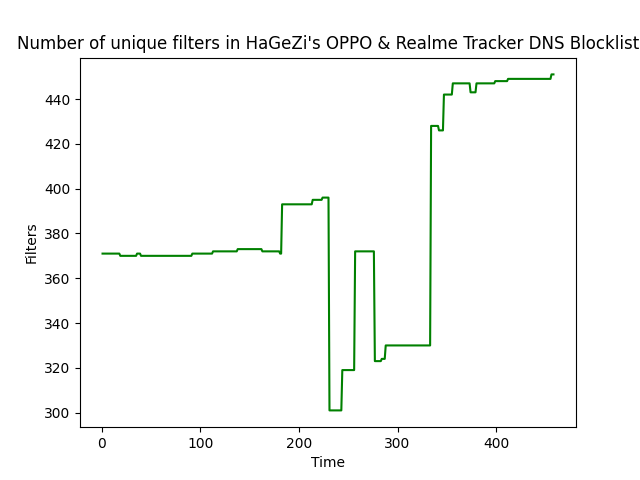 Number of unique filters in HaGeZi's OPPO & Realme Tracker DNS Blocklist
440
420
400
380
360
340
320
300
Filters
0 100 200 300 400
Time